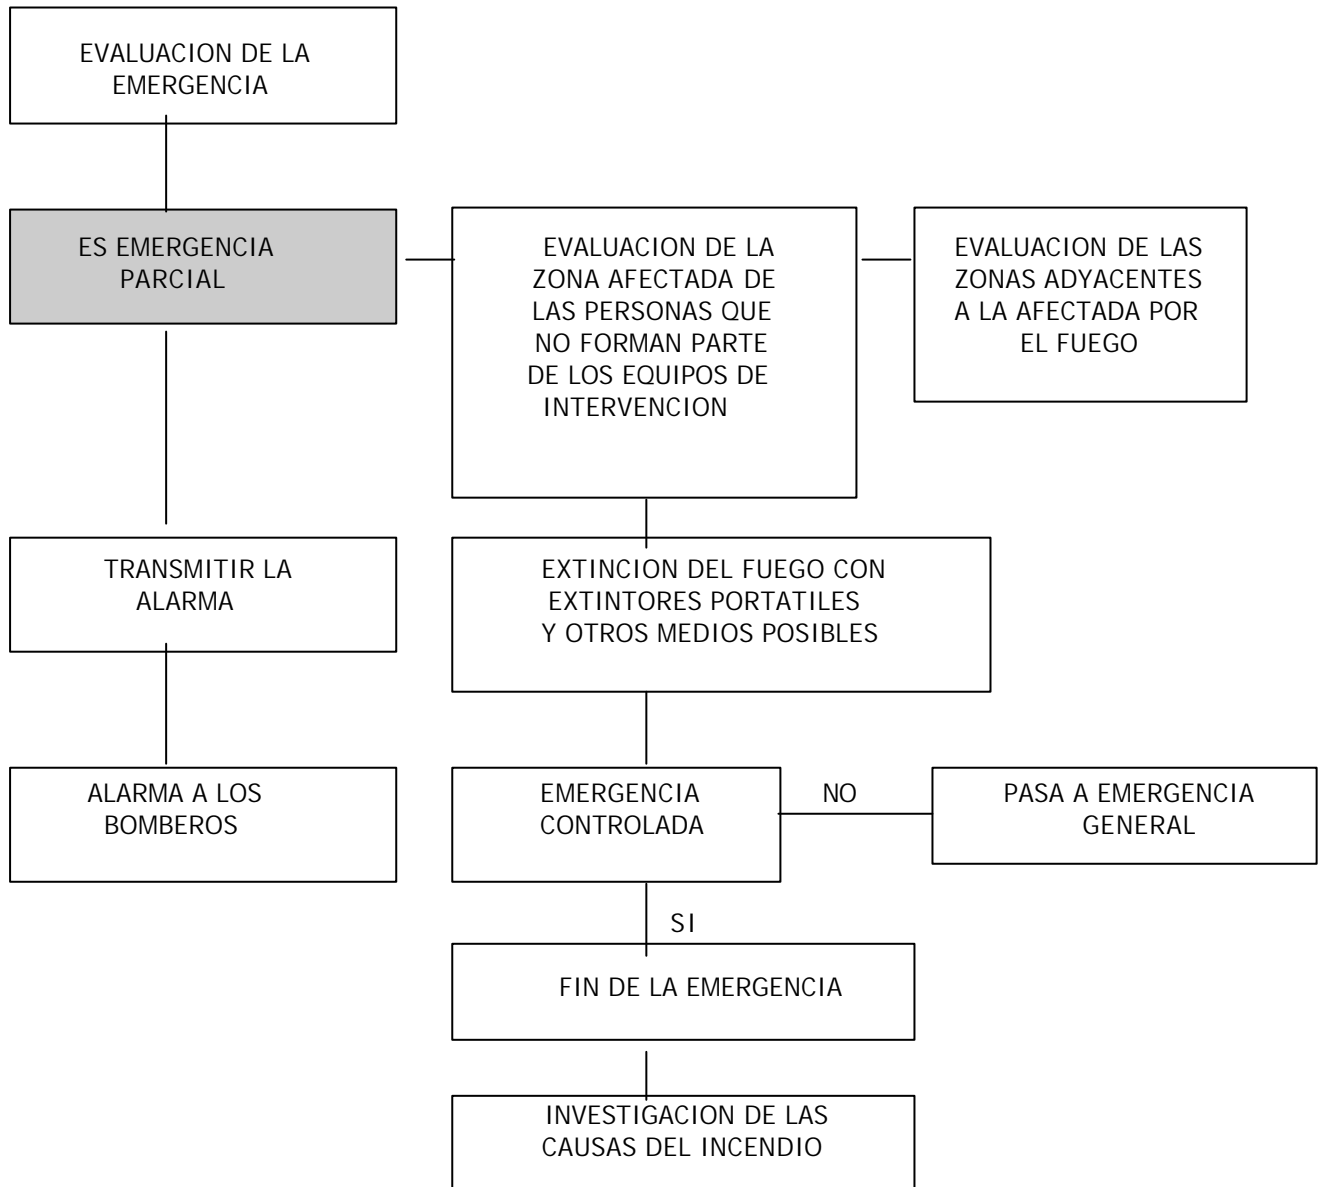 EVALUACION DE LA
EMERGENCIA
ES EMERGENCIA
PARCIAL
EVALUACION DE LA
ZONA AFECTADA DE
LAS PERSONAS QUE
NO FORMAN PARTE
DE LOS EQUIPOS DE
INTERVENCION
EVALUACION DE LAS
ZONAS ADYACENTES
A LA AFECTADA POR
EL FUEGO
TRANSMITIR LA
ALARMA
EXTINCION DEL FUEGO CON
EXTINTORES PORTATILES
Y OTROS MEDIOS POSIBLES
ALARMA A LOS
BOMBEROS
EMERGENCIA
CONTROLADA
NO
PASA A EMERGENCIA
GENERAL
SI
FIN DE LA EMERGENCIA
INVESTIGACION DE LAS
CAUSAS DEL INCENDIO